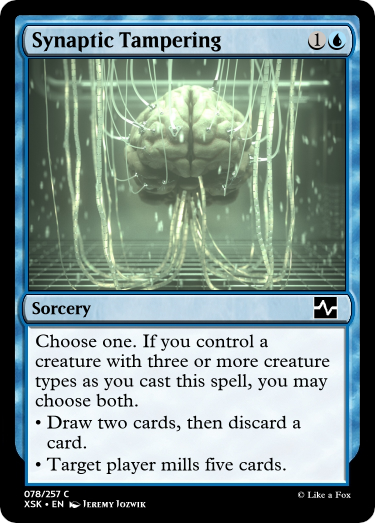 Synaptic Tampering 1
Sorcery
Choose one. If you control a
creature with three or more creature
types as you cast this spell, you may
choose both.
• Draw two cards, then discard a
card.
• Target player mills five cards.
078/257 C
XSK • EN Jeremy Jozwik
© Like a Fox